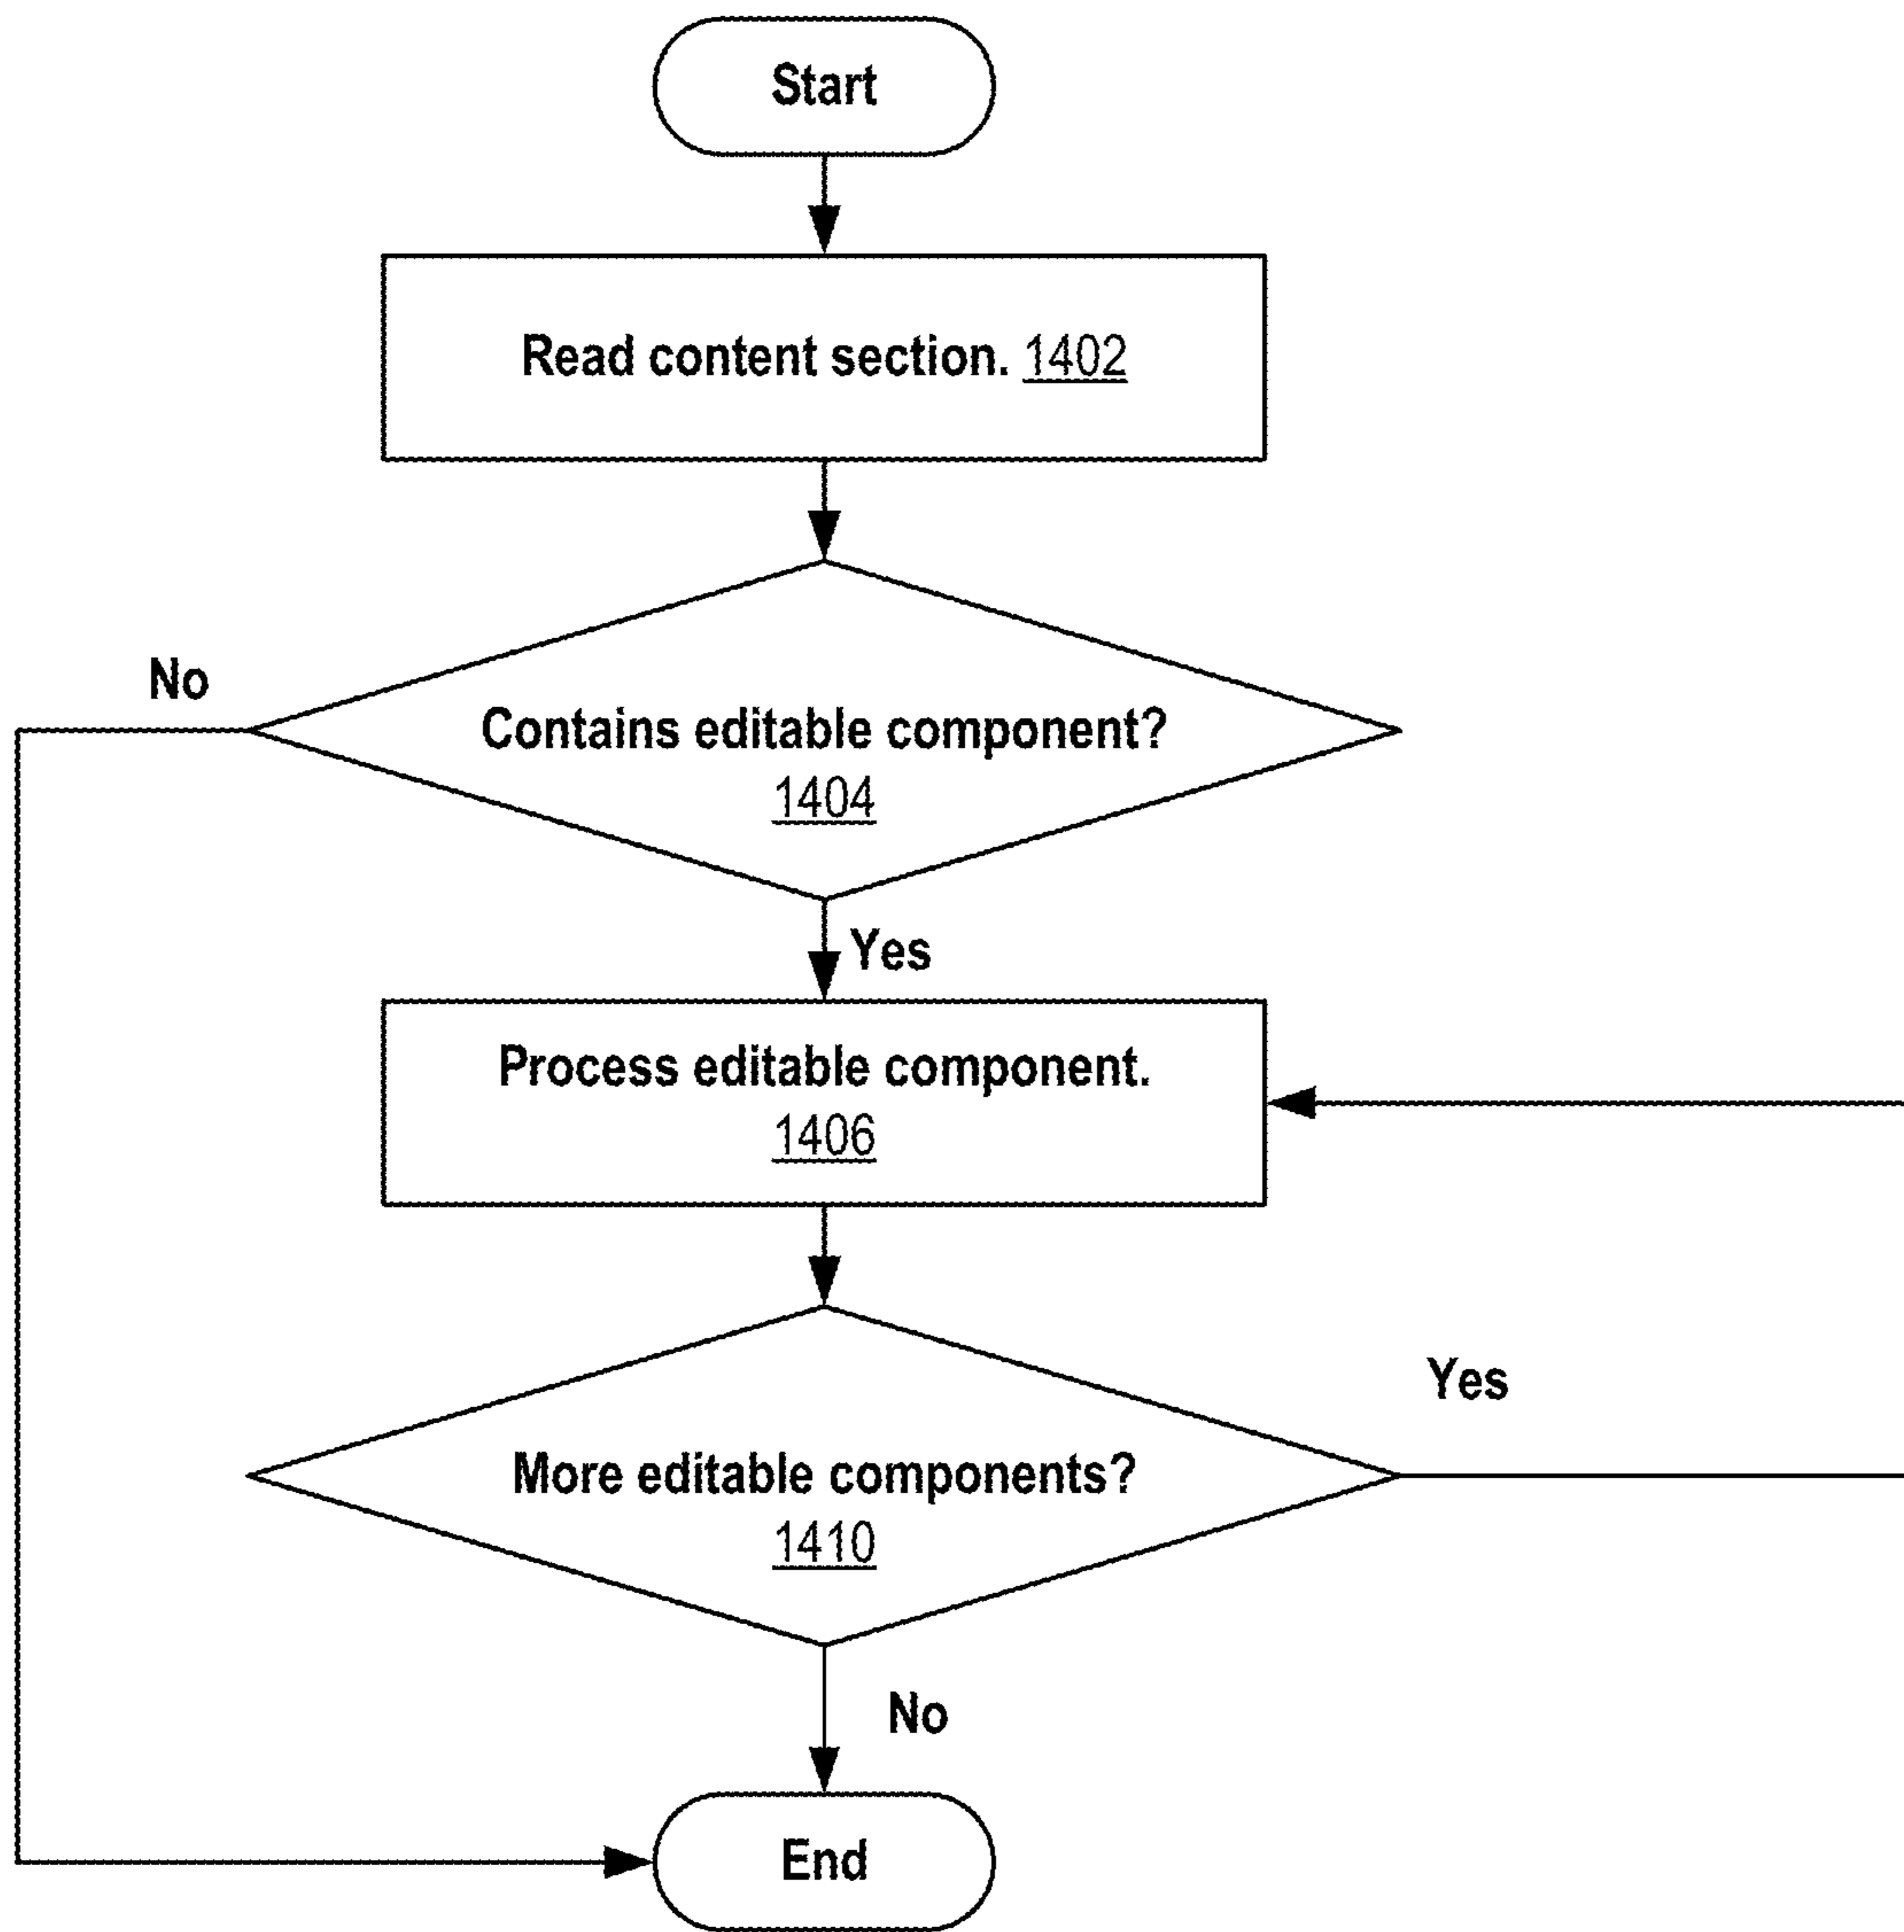 Start
Read content section. 1402
No
Contains editable component?
1404
Yes
Process editable component.
1406
Yes
More editable components?
1410
No
End